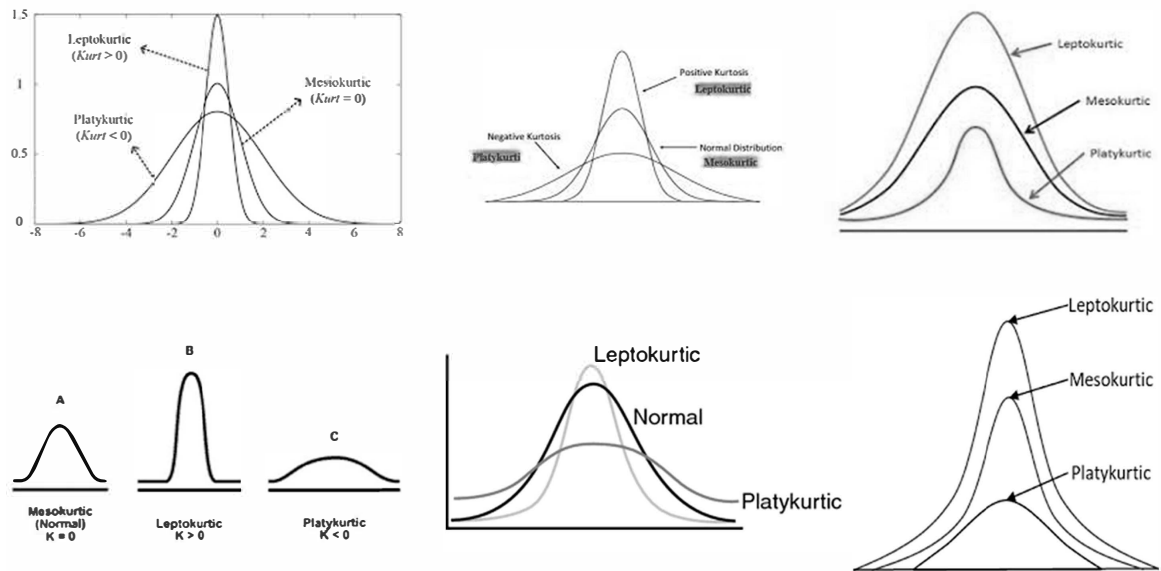 1.5
1
0.5
0
-8
-6
-4
-2
0
2
4
6
8
Leptokurtic
(Kurt > 0)
Mesiokurtic
(Kurt = 0)
Platykurtic
(Kurt < 0)
Positive Kurtosis
Leptokurtic
Negative Kurtosis
Platykurti
Normal Distribution
Mesokurtic
Leptokurtic
Mesokurtic
Platykurtic
A
Mesokurtic
(Normal)
K = 0
B
Leptokurtic
K > 0
C
Platykurtic
K < 0
Leptokurtic
Normal
Platykurtic
Leptokurtic
Mesokurtic
Platykurtic